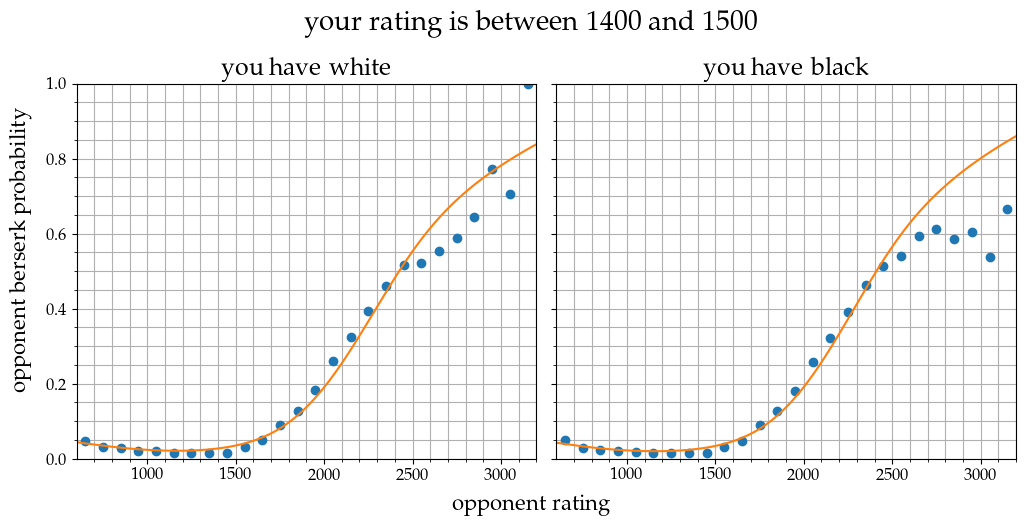 your rating is between 1400 and 1500
you have white
you have black
opponent berserk probability
1.0
0.8
0.6
0.4
0.2
0.0
1000 1500 2000 2500 3000
1000 1500 2000 2500 3000
opponent rating